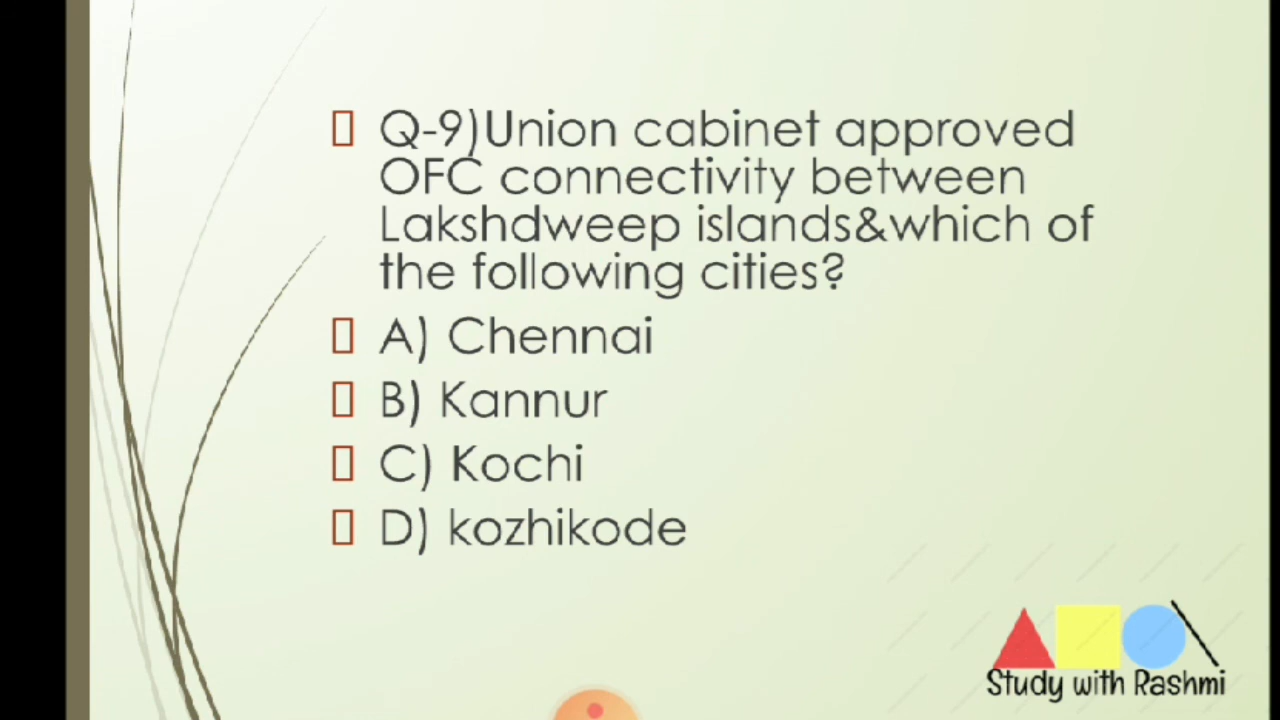 Q-9)Union cabinet approved
OFC connectivity between
Lakshdweep islands&which of
the following cities?
A) Chennai
B) Kannur
C) Kochi
D) kozhikode
Study with Rashmi